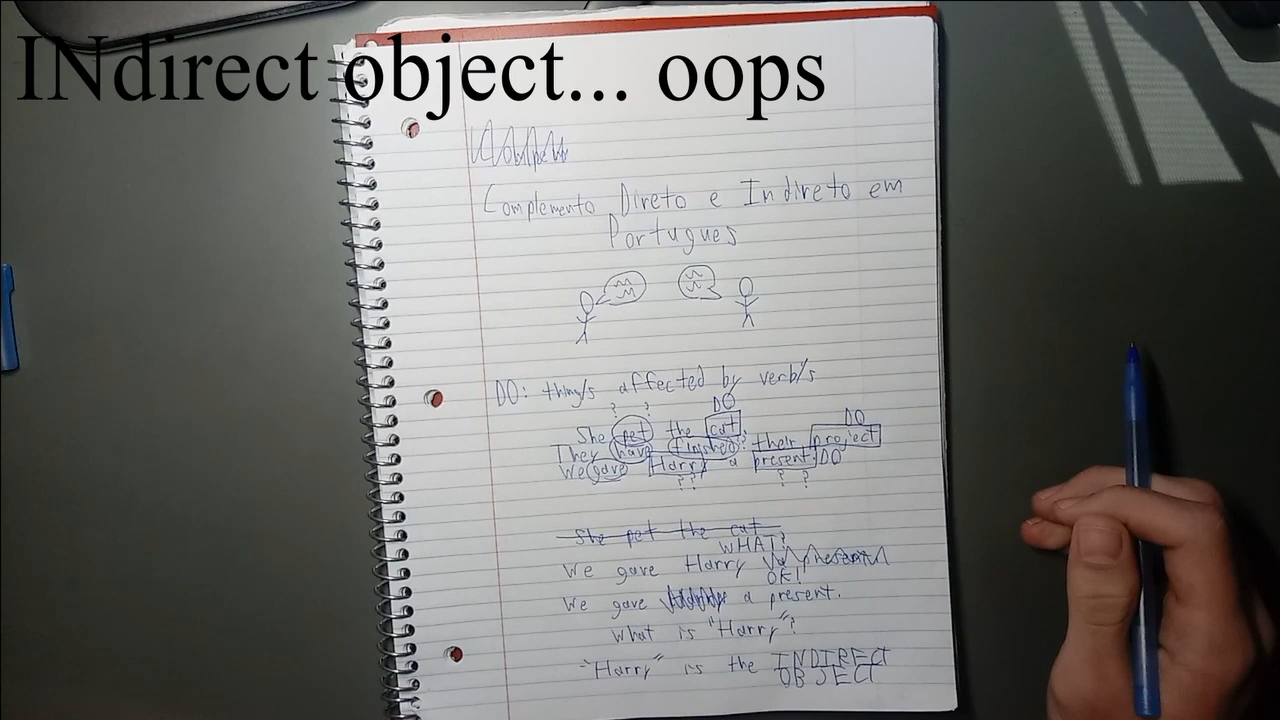 INdirect object... oops
Complemento Direto e Indireto em
Portugues
DO: thing/s affected by verb/s
? ? DO
She pet the cat. DO
They have finished their project
We gave Harry a present DO
?? ? ?
She pet the cat
WHAT?
We gave Harry a present
OK!
We gave Harry a present.
What is "Harry"?
"Harry" is the INDIRECT
OBJECT